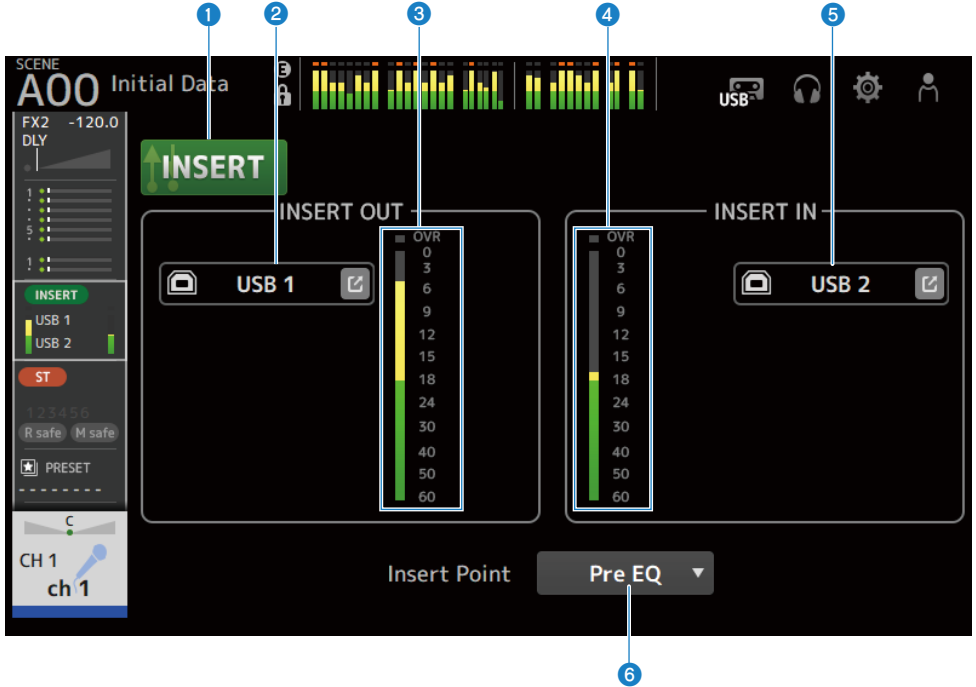 1 2 3 4 5
SCENE
A00 Initial Data
E
USB
FX2 -120.0
DLY
1
5
1
INSERT
USB 1
USB 2
ST
123456
R safe M safe
PRESET
--------
C
CH 1
ch 1
INSERT
INSERT OUT
USB 1
OVR
0
3
6
9
12
15
18
24
30
40
50
60
INSERT IN
OVR
0
3
6
9
12
15
18
24
30
40
50
60
USB 2
Insert Point Pre EQ
6